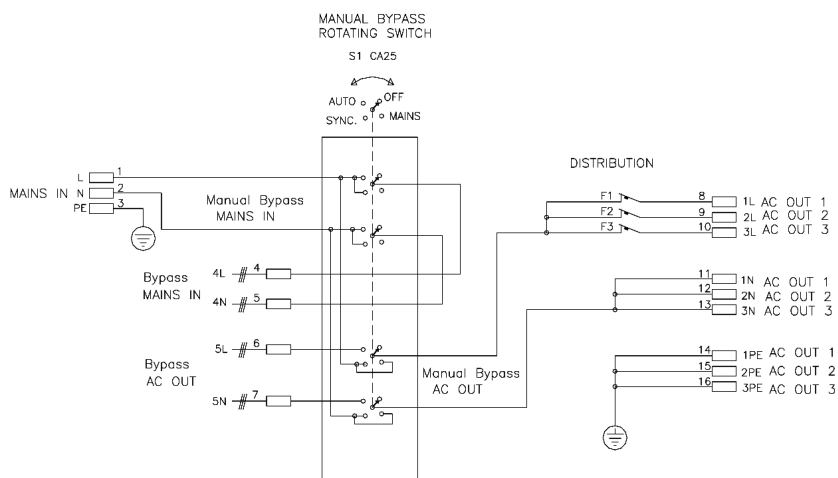 MANUAL BYPASS
ROTATING SWITCH
S1 CA25
AUTO
OFF
SYNC.
MAINS
MAINS IN
L
1
N
2
PE
3
Manual Bypass
MAINS IN
Bypass
MAINS IN
4L
4
4N
5
Bypass
AC OUT
5L
6
5N
7
Manual Bypass
AC OUT
DISTRIBUTION
F1
8
1L AC OUT 1
F2
9
2L AC OUT 2
F3
10
3L AC OUT 3
11
1N AC OUT 1
12
2N AC OUT 2
13
3N AC OUT 3
14
1PE AC OUT 1
15
2PE AC OUT 2
16
3PE AC OUT 3